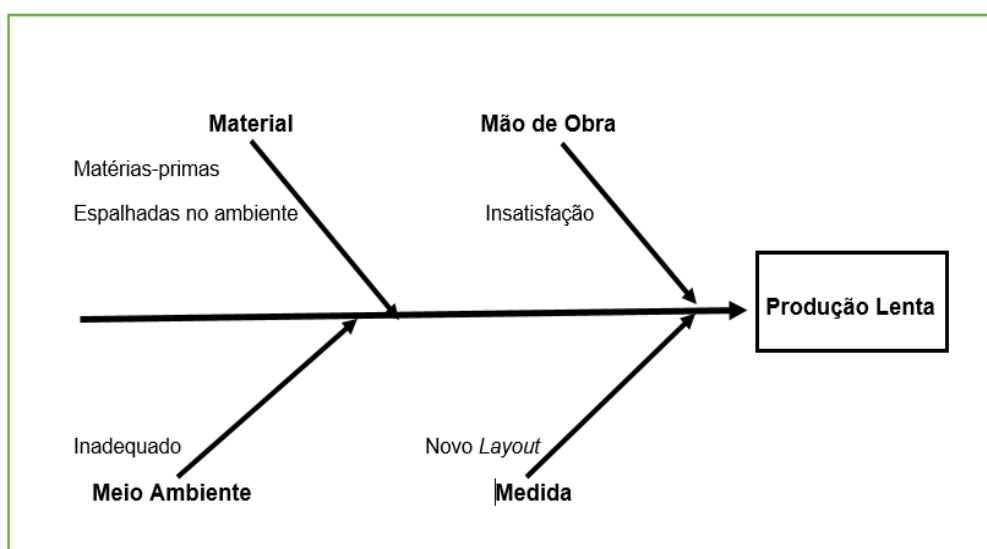 Material
Mão de Obra
Matérias-primas
Espalhadas no ambiente
Insatisfação
Produção Lenta
Inadequado
Novo Layout
Meio Ambiente
Medida